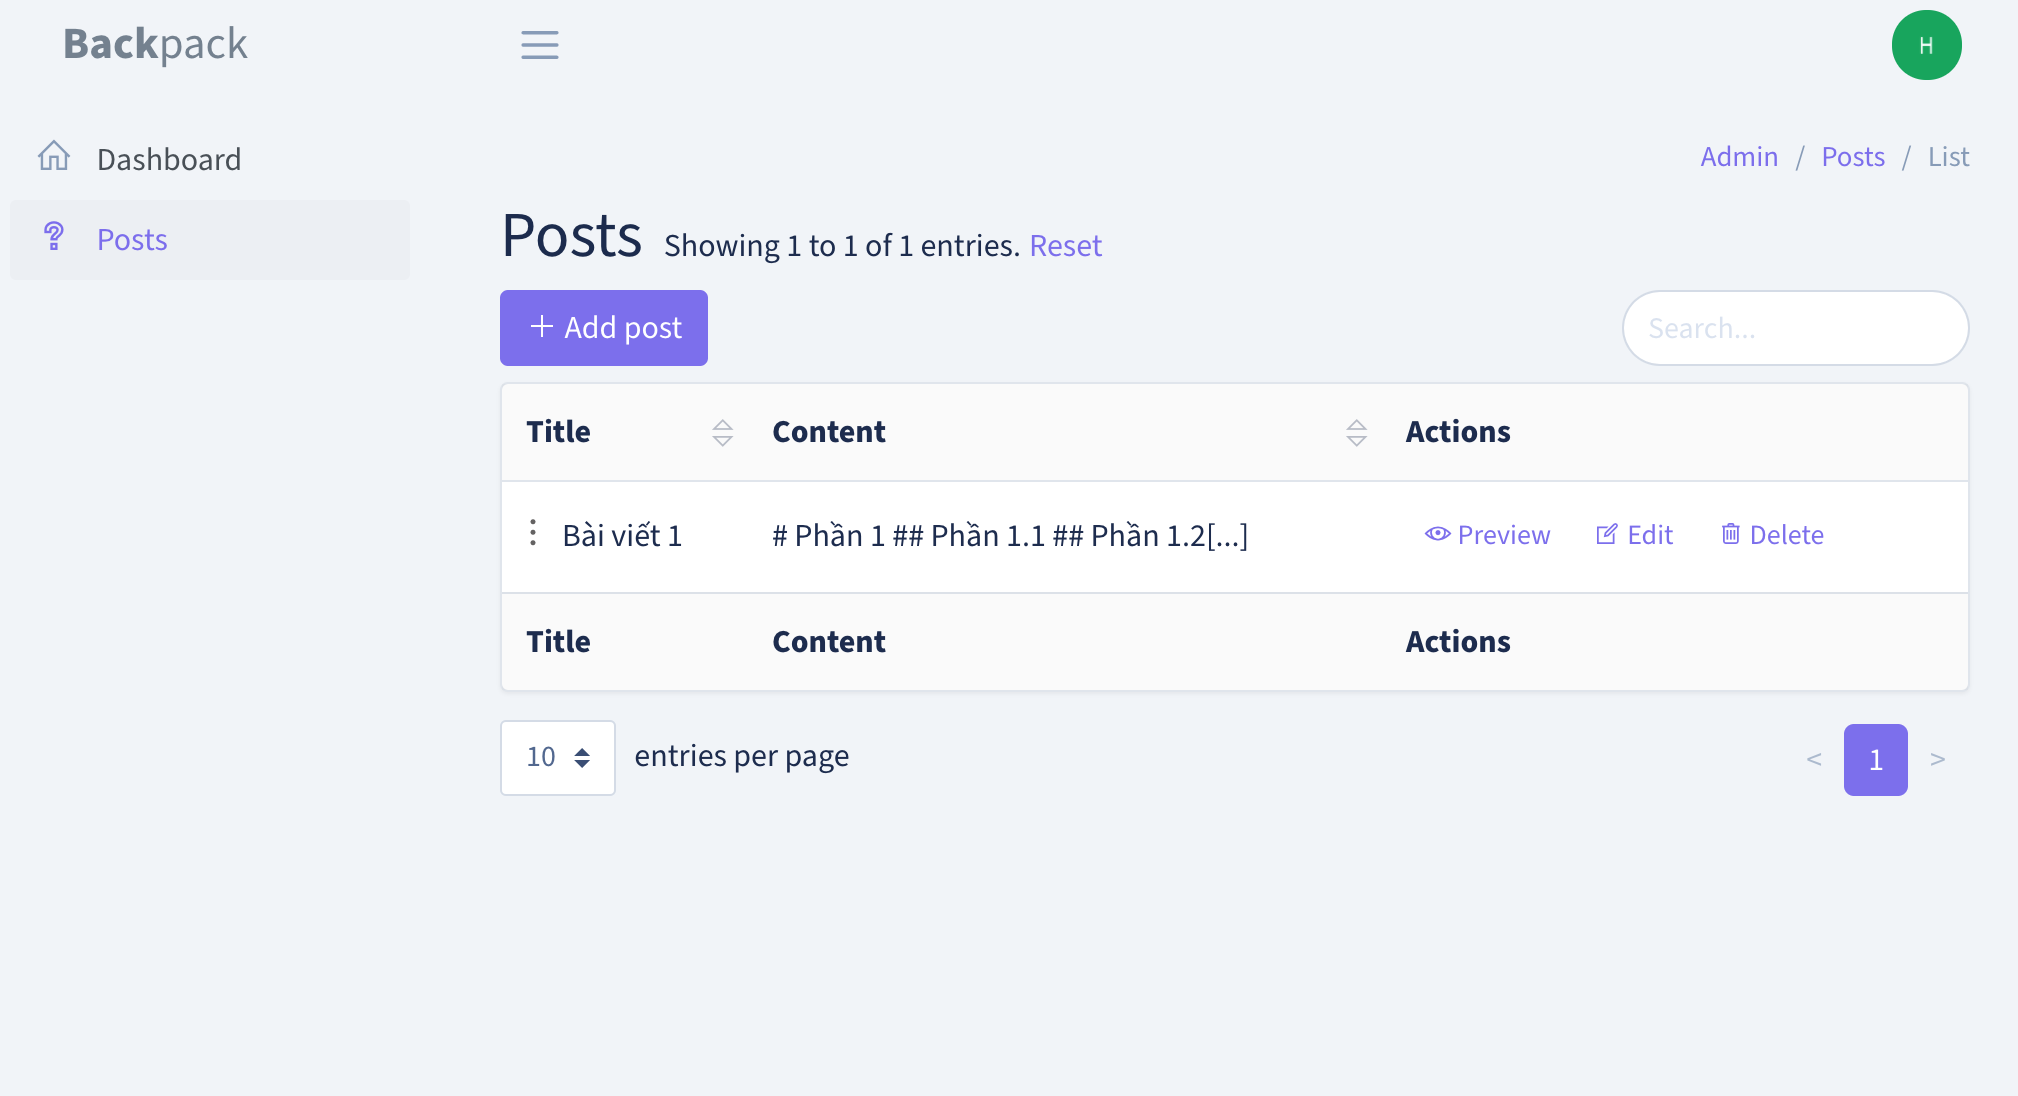 Backpack
H
Dashboard
Posts
Admin / Posts / List
Posts Showing 1 to 1 of 1 entries. Reset
+ Add post
Search...
Title Content Actions
Bài viết 1 # Phần 1 ## Phần 1.1 ## Phần 1.2[...] Preview Edit Delete
Title Content Actions
10 entries per page
< 1 >